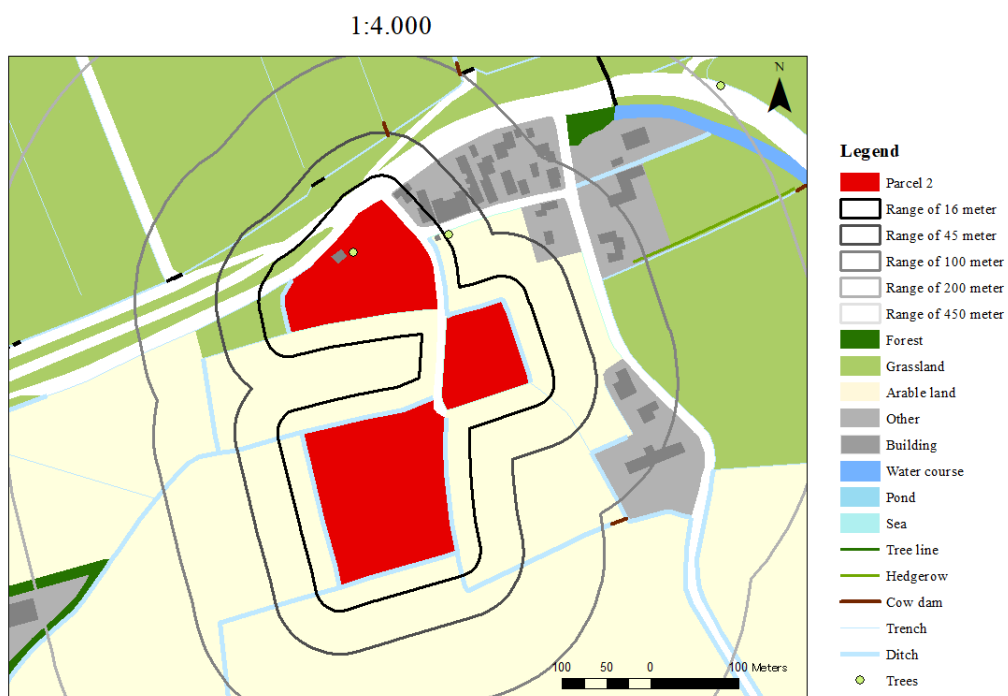 1:4.000
N
Legend
Parcel 2
Range of 16 meter
Range of 45 meter
Range of 100 meter
Range of 200 meter
Range of 450 meter
Forest
Grassland
Arable land
Other
Building
Water course
Pond
Sea
Tree line
Hedgerow
Cow dam
Trench
Ditch
Trees
100 50 0 100 Meters